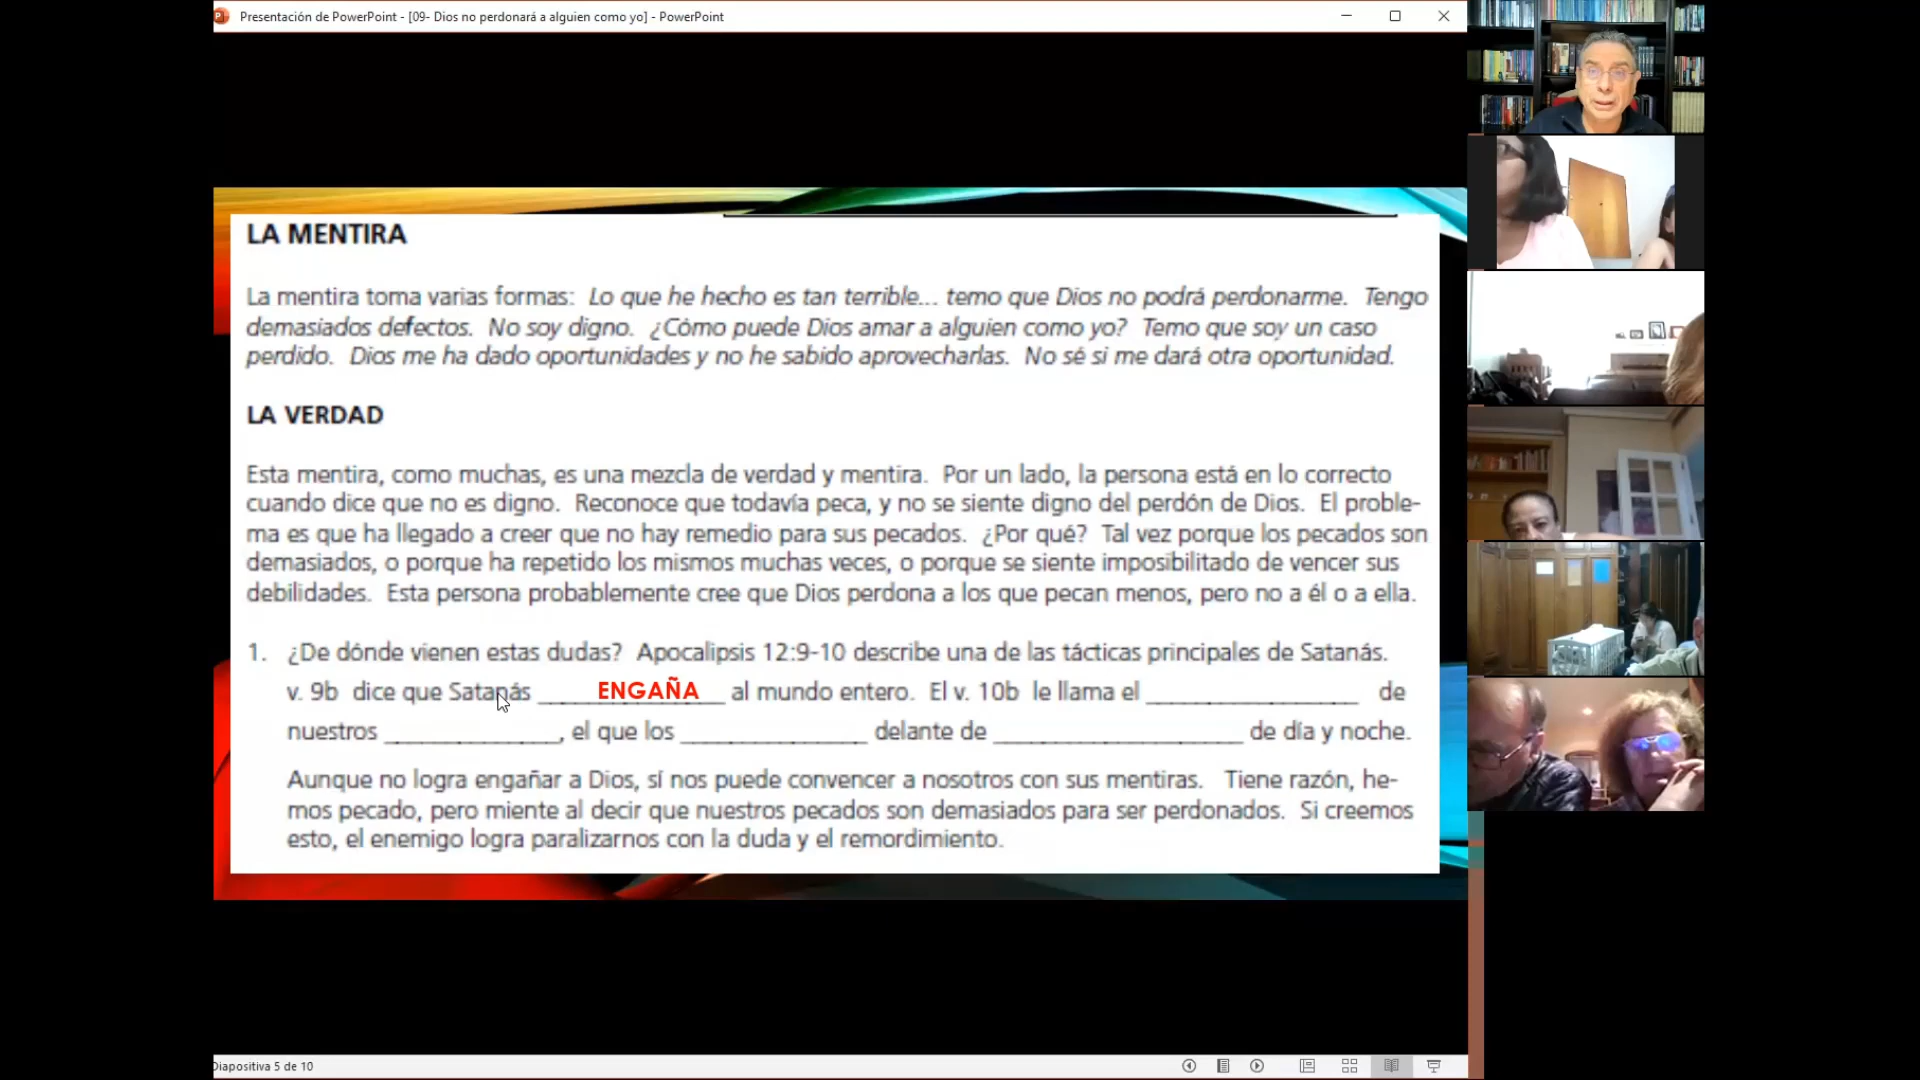 Presentación de PowerPoint - [09- Dios no perdonará a alguien como yo] - PowerPoint
LA MENTIRA
La mentira toma varias formas: Lo que he hecho es tan terrible... temo que Dios no podrá perdonarme. Tengo
demasiados defectos. No soy digno. ¿Cómo puede Dios amar a alguien como yo? Temo que soy un caso
perdido. Dios me ha dado oportunidades y no he sabido aprovecharlas. No sé si me dará otra oportunidad.
LA VERDAD
Esta mentira, como muchas, es una mezcla de verdad y mentira. Por un lado, la persona está en lo correcto
cuando dice que no es digno. Reconoce que todavía peca, y no se siente digno del perdón de Dios. El proble-
ma es que ha llegado a creer que no hay remedio para sus pecados. ¿Por qué? Tal vez porque los pecados son
demasiados, o porque ha repetido los mismos muchas veces, o porque se siente imposibilitado de vencer sus
debilidades. Esta persona probablemente cree que Dios perdona a los que pecan menos, pero no a él o a ella.
1. ¿De dónde vienen estas dudas? Apocalipsis 12:9-10 describe una de las tácticas principales de Satanás.
v. 9b dice que Satanás ENGAÑA al mundo entero. El v. 10b le llama el ________________ de
nuestros ______________, el que los ______________ delante de ___________________ de día y noche.
Aunque no logra engañar a Dios, sí nos puede convencer a nosotros con sus mentiras. Tiene razón, he-
mos pecado, pero miente al decir que nuestros pecados son demasiados para ser perdonados. Si creemos
esto, el enemigo logra paralizarnos con la duda y el remordimiento.
Diapositiva 5 de 10